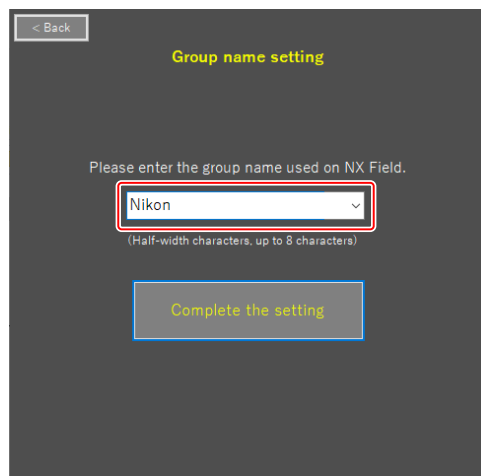 < Back
Group name setting
Please enter the group name used on NX Field.
Nikon
(Half-width characters, up to 8 characters)
Complete the setting